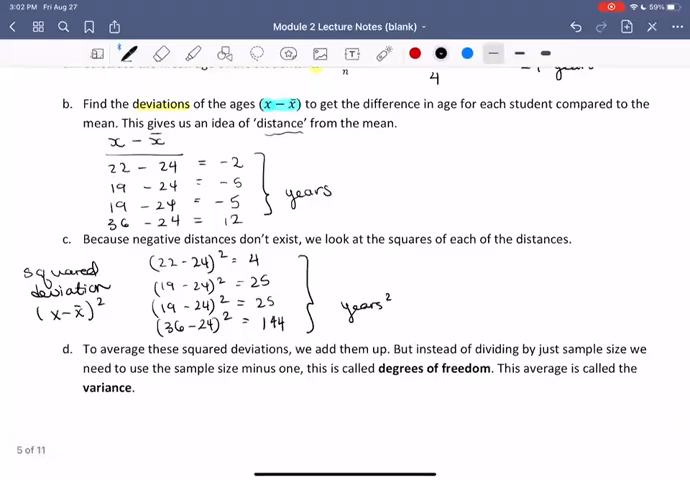 3:02 PM Fri Aug 27
59%
Module 2 Lecture Notes (blank)
n
4
years
b. Find the deviations of the ages (x − x̄) to get the difference in age for each student compared to the
mean. This gives us an idea of 'distance' from the mean.
x − x̄
22 − 24 = −2
19 − 24 = −5
19 − 24 = −5
36 − 24 = 12
years
c. Because negative distances don't exist, we look at the squares of each of the distances.
squared
deviation
(x−x̄)²
(22−24)² = 4
(19 − 24)² = 25
(19 − 24)² = 25
(36−24)² = 144
years²
d. To average these squared deviations, we add them up. But instead of dividing by just sample size we
need to use the sample size minus one, this is called degrees of freedom. This average is called the
variance.
5 of 11